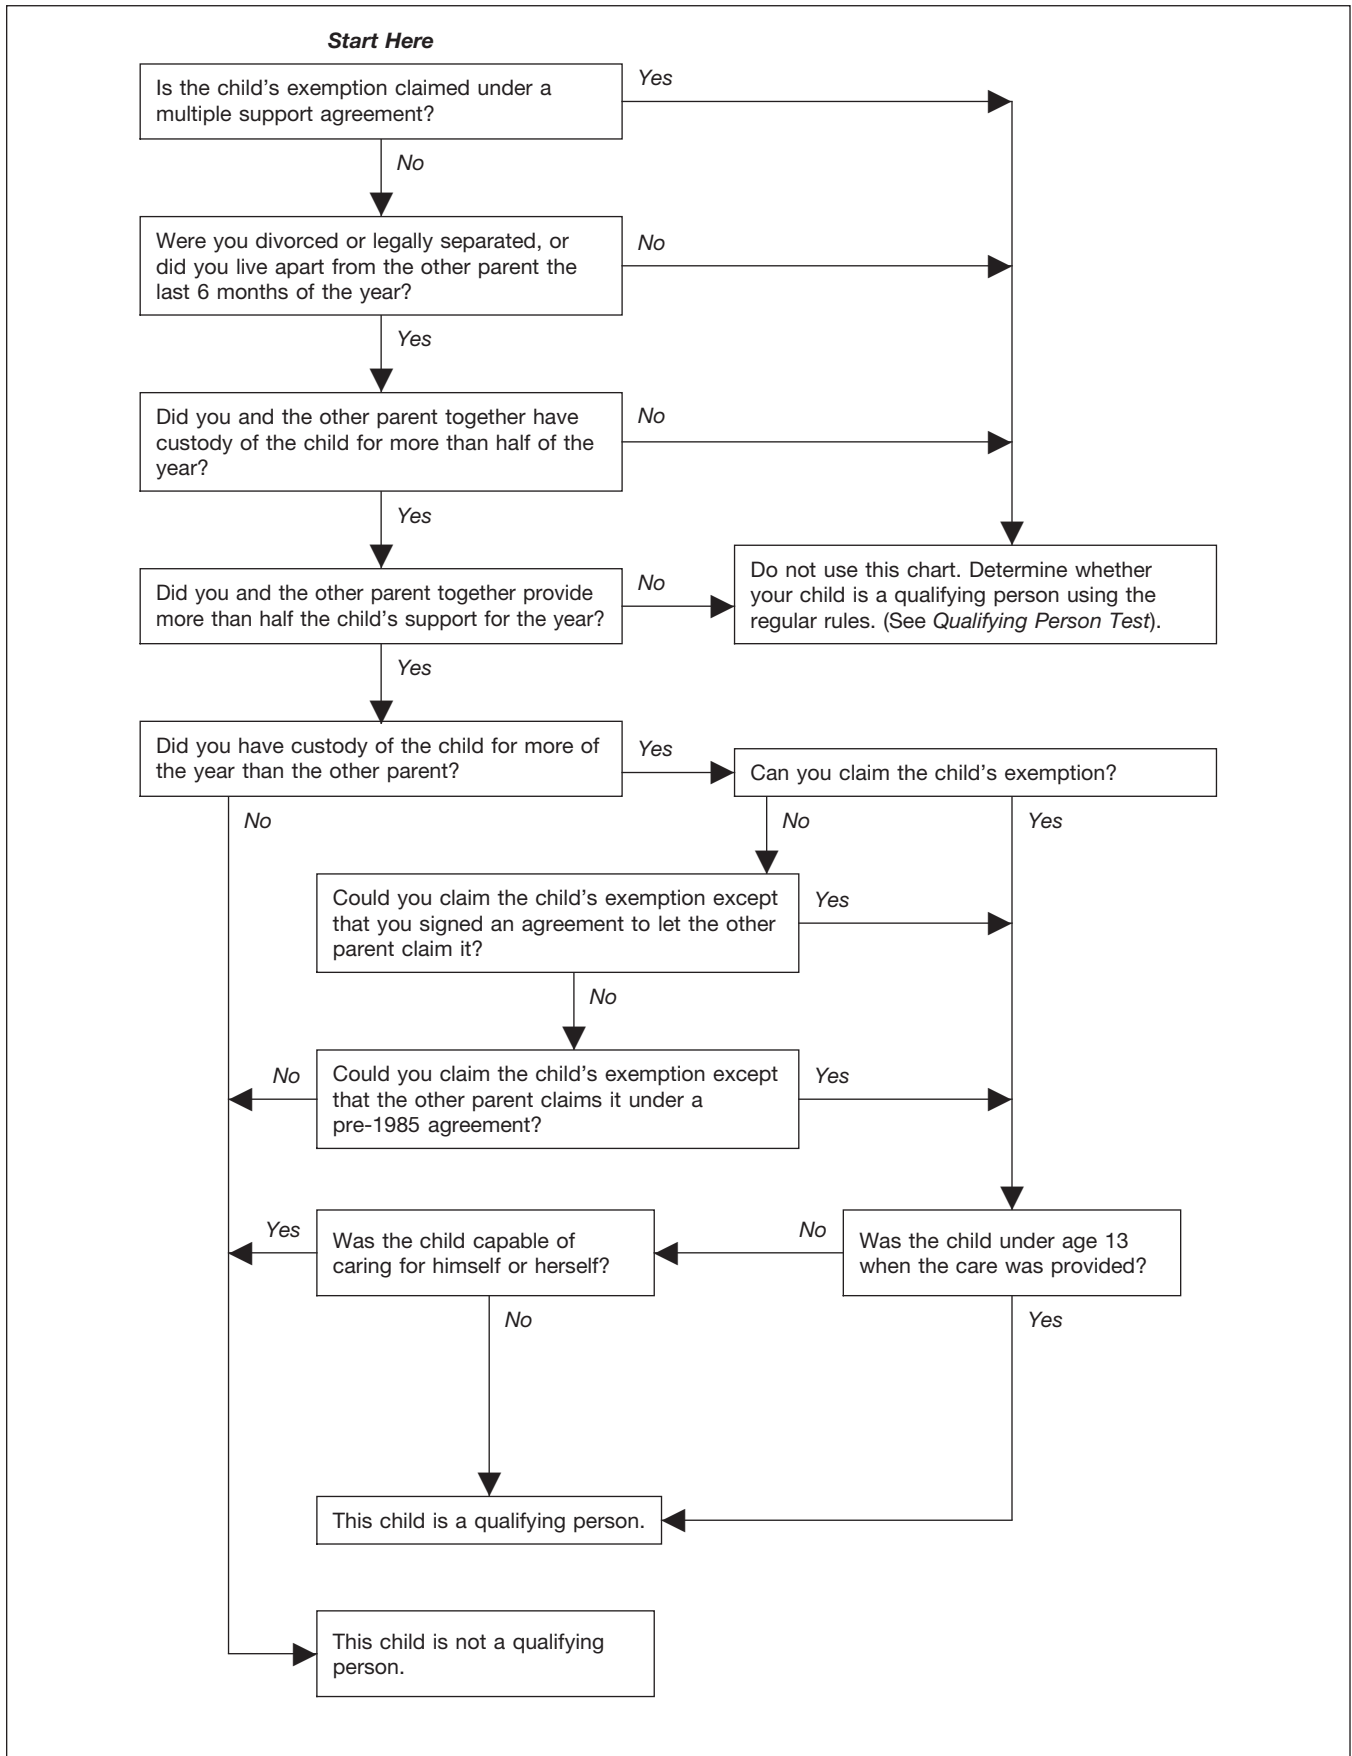 Start Here
Is the child's exemption claimed under a
multiple support agreement?
Yes
No
Were you divorced or legally separated, or
did you live apart from the other parent the
last 6 months of the year?
No
Yes
Did you and the other parent together have
custody of the child for more than half of the
year?
No
Yes
Did you and the other parent together provide
more than half the child's support for the year?
No
Do not use this chart. Determine whether
your child is a qualifying person using the
regular rules. (See Qualifying Person Test).
Yes
Did you have custody of the child for more of
the year than the other parent?
Yes
Can you claim the child's exemption?
No
No
Yes
Could you claim the child's exemption except
that you signed an agreement to let the other
parent claim it?
Yes
No
No
Could you claim the child's exemption except
that the other parent claims it under a
pre-1985 agreement?
Yes
Yes
Was the child capable of
caring for himself or herself?
No
Was the child under age 13
when the care was provided?
No
Yes
This child is a qualifying person.
This child is not a qualifying
person.